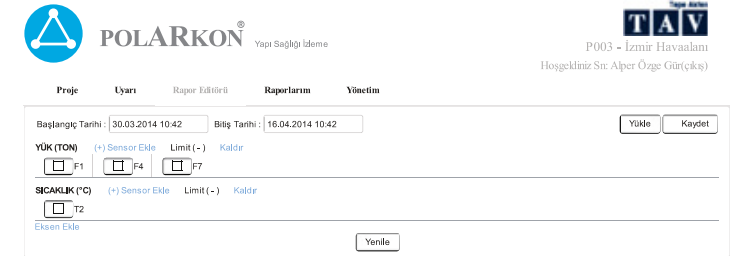 Tepe Akfen
TAV
POLARKON® Yapı Sağlığı İzleme
P003 - İzmir Havaalanı
Hoşgeldiniz Sn: Alper Özge Gür(çıkış)
Proje Uyarı Rapor Editörü Raporlarım Yönetim
Başlangıç Tarihi : 30.03.2014 10:42 Bitiş Tarihi : 16.04.2014 10:42 Yükle Kaydet
YÜK (TON) (+) Sensor Ekle Limit ( - ) Kaldır
F1 F4 F7
SICAKLIK (°C) (+) Sensor Ekle Limit ( - ) Kaldır
T2
Eksen Ekle
Yenile